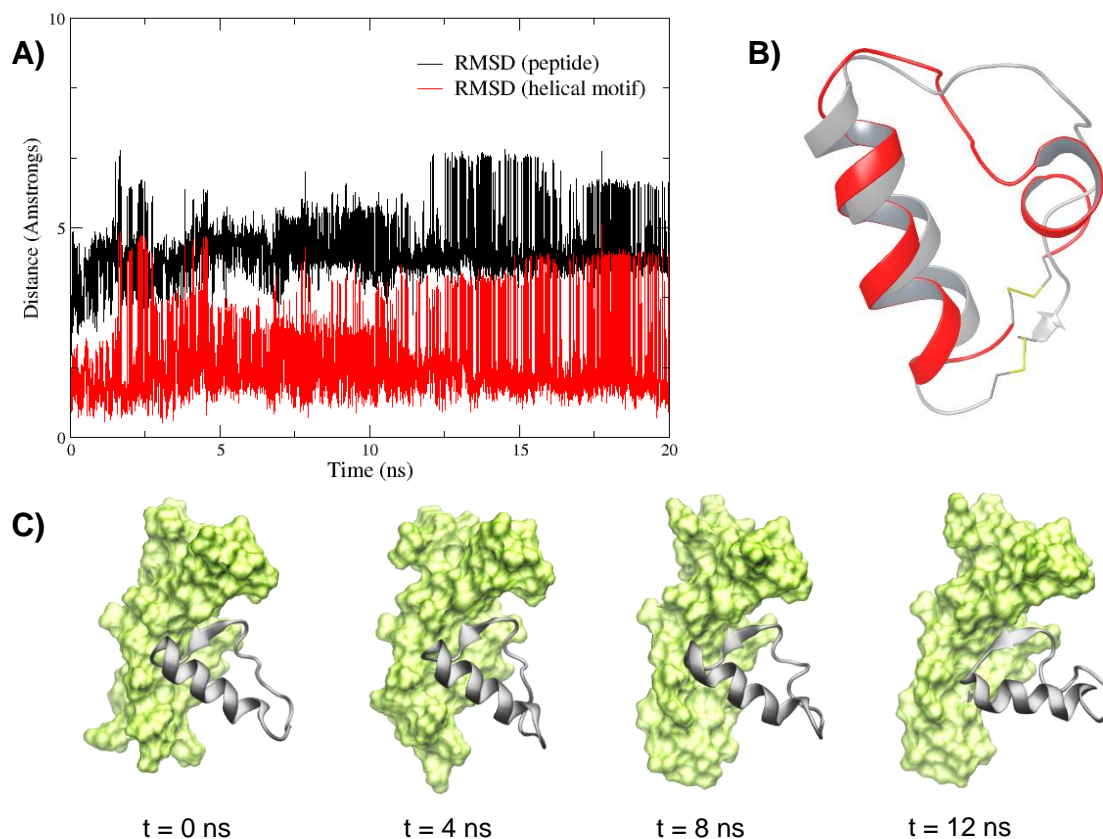 A)
10
RMSD (peptide)
RMSD (helical motif)
Distance (Amstrongs)
5
0
0
5
10
15
20
Time (ns)
B)
C)
t = 0 ns
t = 4 ns
t = 8 ns
t = 12 ns